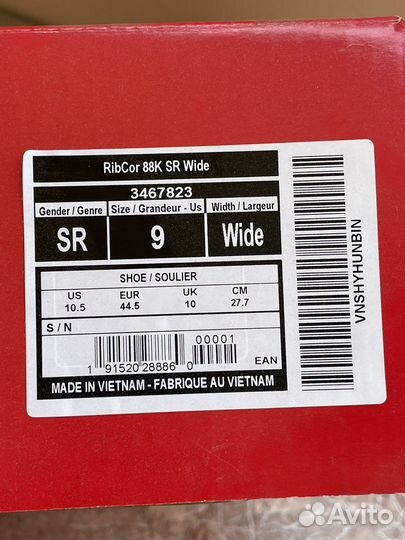 RibCor 88K SR Wide
3467823
Gender / Genre Size / Grandeur - Us Width / Largeur
SR 9 Wide
SHOE / SOULIER
US EUR UK CM
10.5 44.5 10 27.7
S / N
00001
1 91520 28886 0
EAN
MADE IN VIETNAM - FABRIQUE AU VIETNAM
VNSHYHUNBIN
Avito